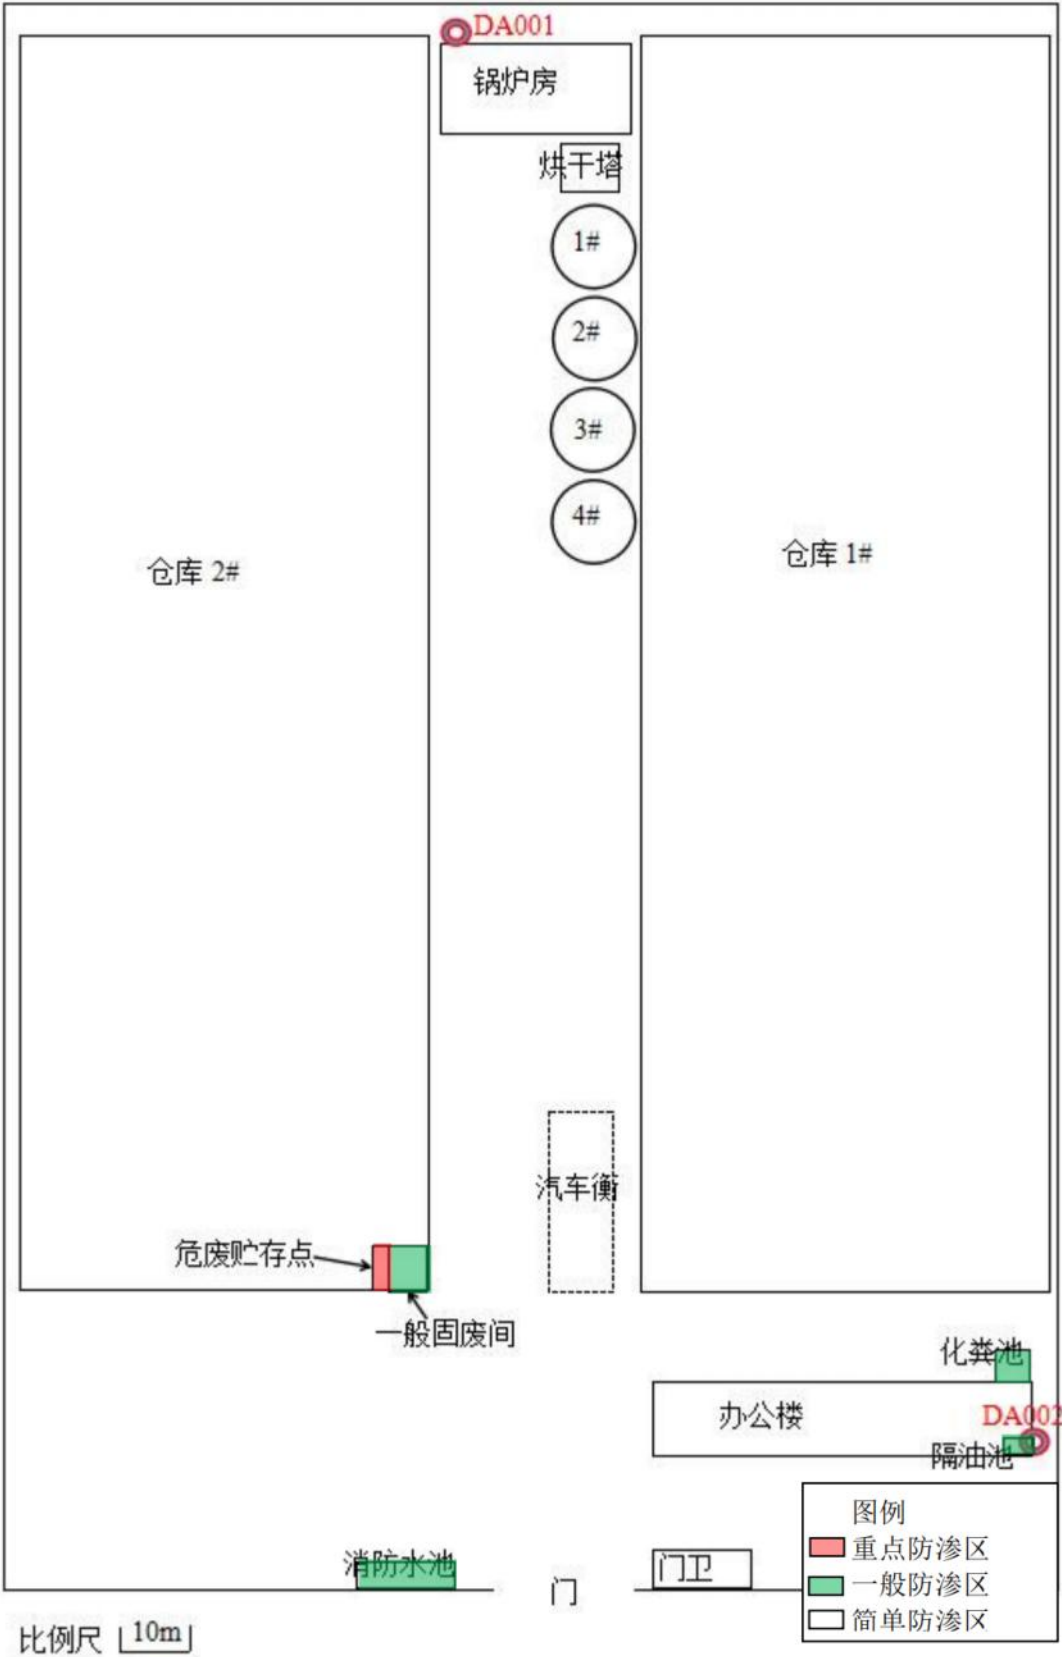 DA001
锅炉房
烘干塔
1#
2#
3#
4#
仓库 2#
仓库 1#
汽车衡
危废贮存点
一般固废间
化粪池
办公楼
DA002
隔油池
图例
重点防渗区
一般防渗区
简单防渗区
消防水池
门
门卫
比例尺 10m